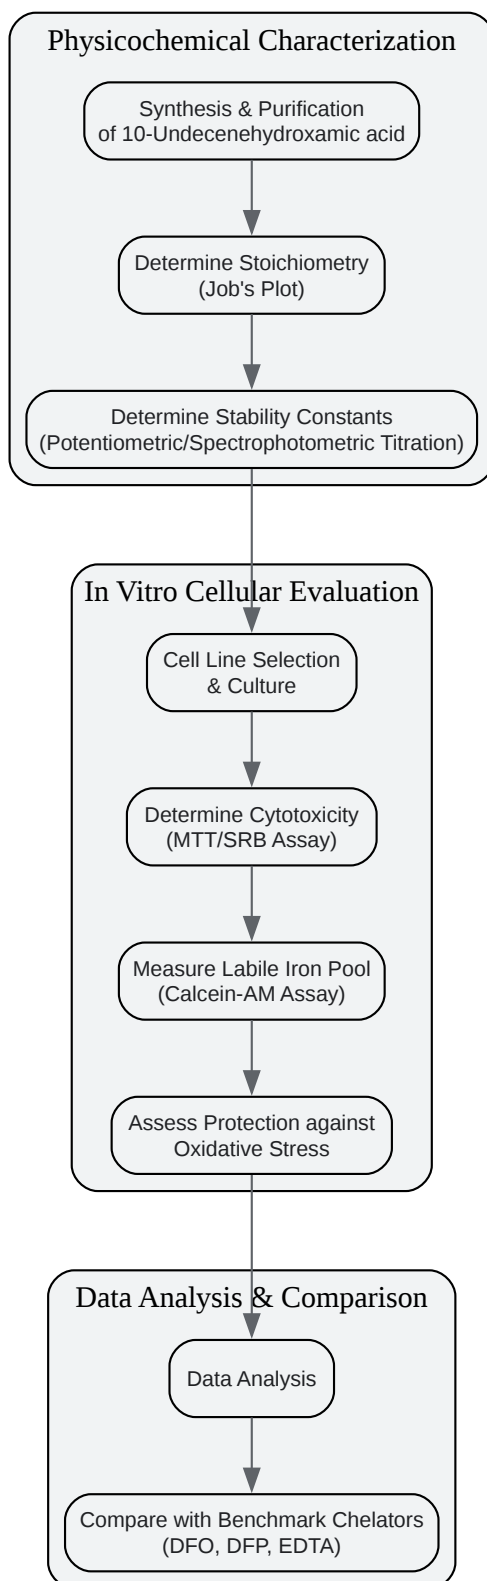 Physicochemical Characterization
Synthesis & Purification
of 10-Undecenehydroxamic acid
Determine Stoichiometry
(Job's Plot)
Determine Stability Constants
(Potentiometric/Spectrophotometric Titration)
In Vitro Cellular Evaluation
Cell Line Selection
& Culture
Determine Cytotoxicity
(MTT/SRB Assay)
Measure Labile Iron Pool
(Calcein-AM Assay)
Assess Protection against
Oxidative Stress
Data Analysis & Comparison
Data Analysis
Compare with Benchmark Chelators
(DFO, DFP, EDTA)